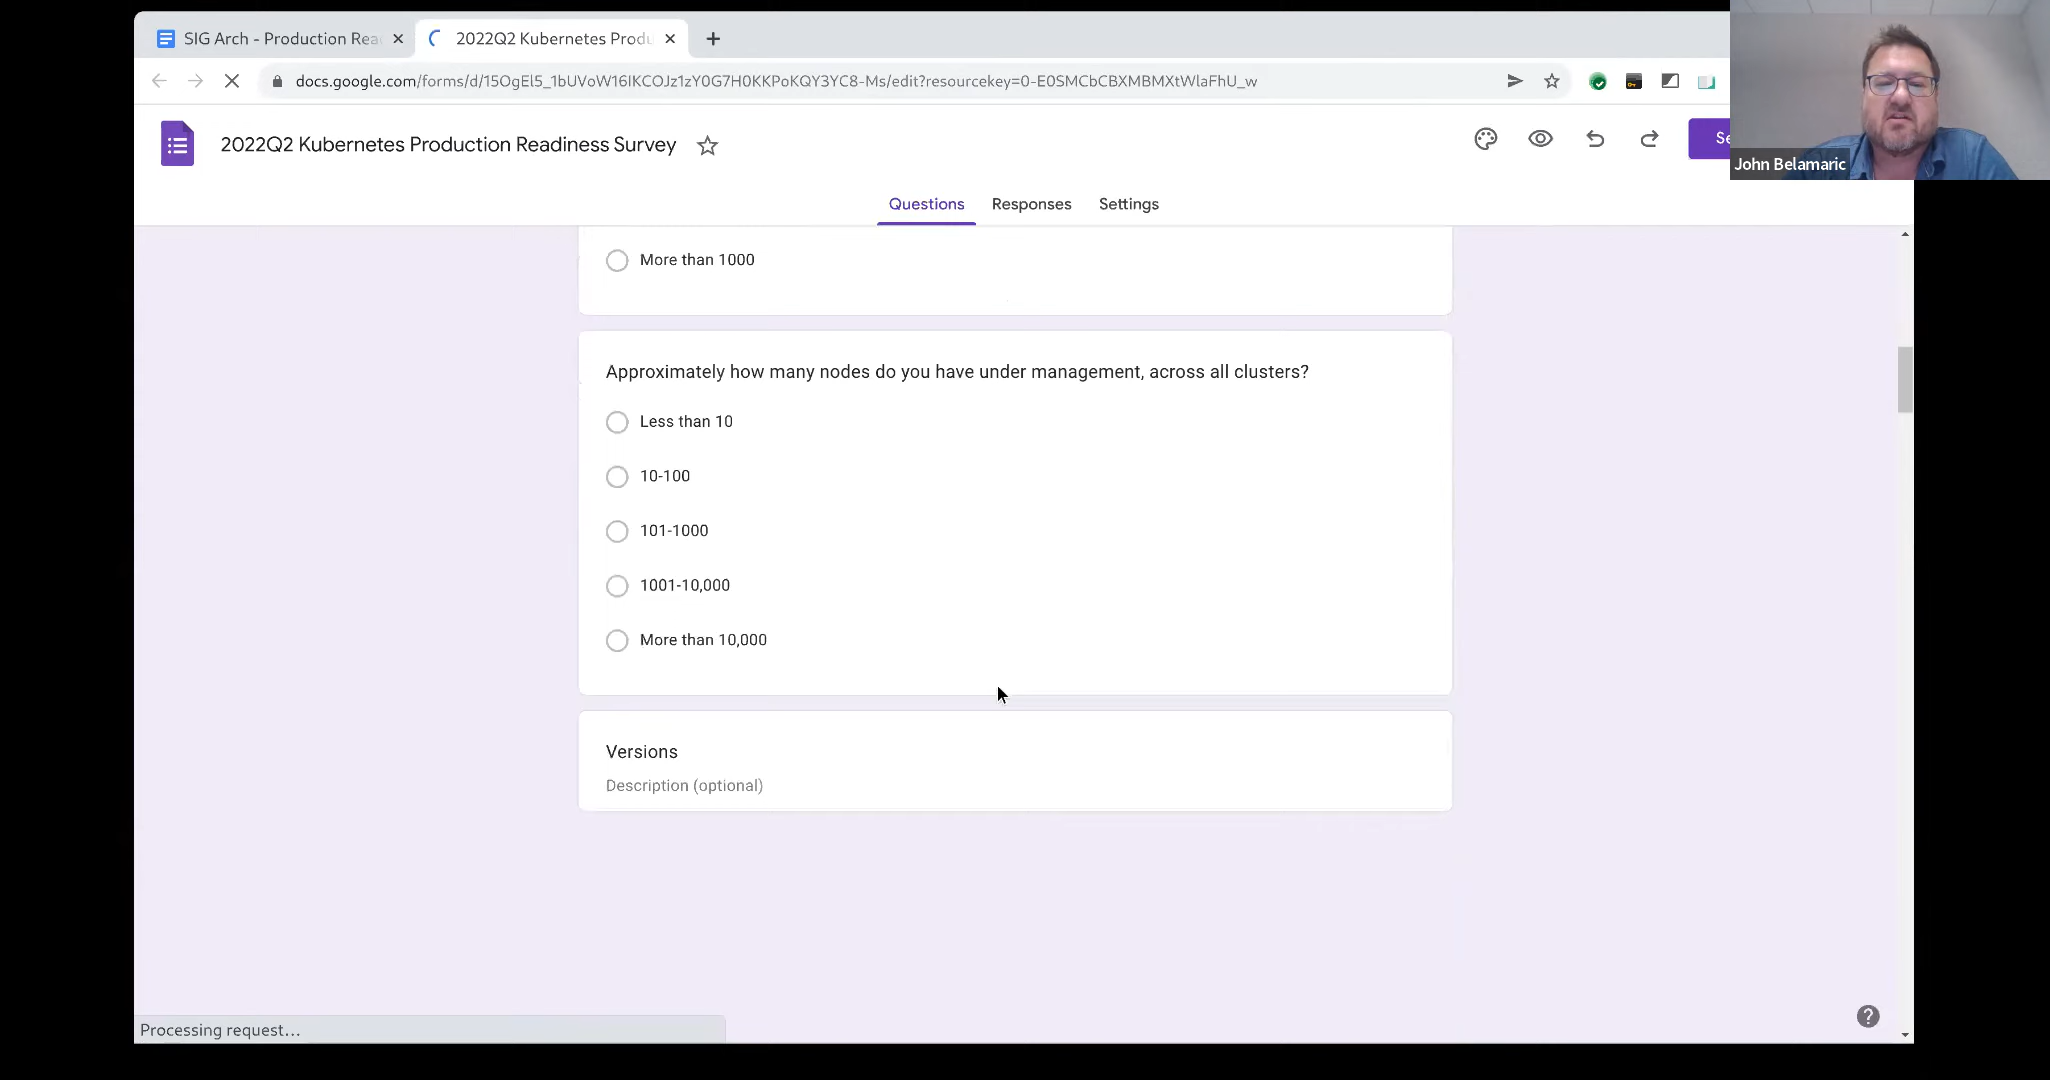 SIG Arch - Production Rea
2022Q2 Kubernetes Produ
docs.google.com/forms/d/15OgEl5_1bUVoW16IKCOJz1zY0G7H0KKPoKQY3YC8-Ms/edit?resourcekey=0-E0SMCbCBXMBMXtWlaFhU_w
2022Q2 Kubernetes Production Readiness Survey
Se
John Belamaric
Questions Responses Settings
More than 1000
Approximately how many nodes do you have under management, across all clusters?
Less than 10
10-100
101-1000
1001-10,000
More than 10,000
Versions
Description (optional)
Processing request...